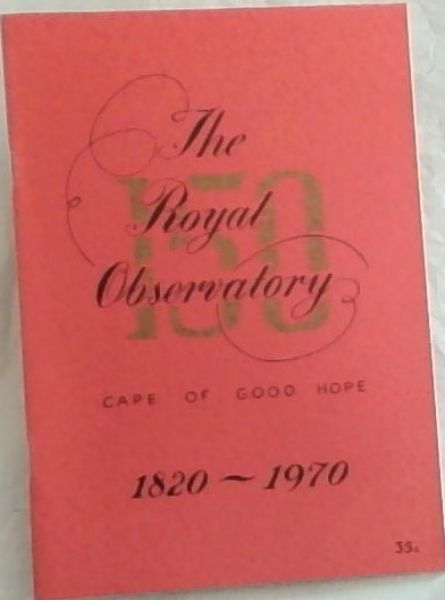 The
150
Royal
Observatory
CAPE OF GOOD HOPE
1820 ~ 1970
35c